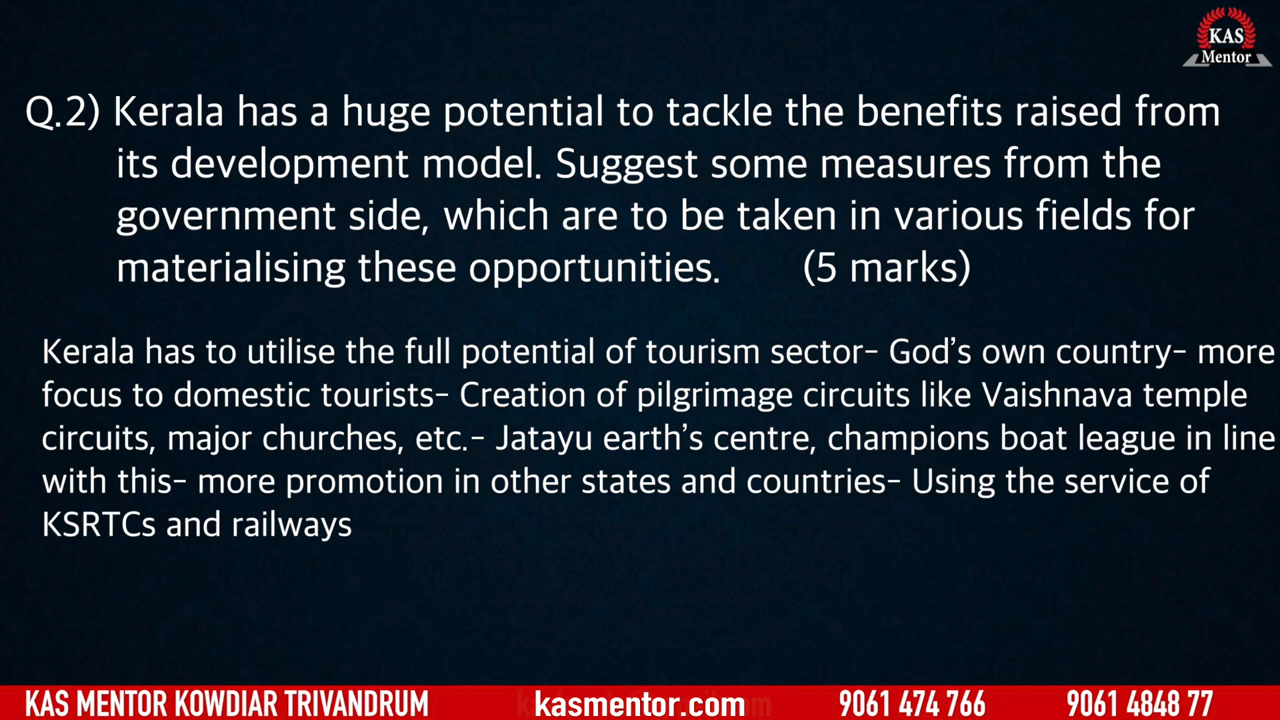 KAS
Mentor
Q.2) Kerala has a huge potential to tackle the benefits raised from
its development model. Suggest some measures from the
government side, which are to be taken in various fields for
materialising these opportunities. (5 marks)
Kerala has to utilise the full potential of tourism sector- God's own country- more
focus to domestic tourists- Creation of pilgrimage circuits like Vaishnava temple
circuits, major churches, etc.- Jatayu earth's centre, champions boat league in line
with this- more promotion in other states and countries- Using the service of
KSRTCs and railways
KAS MENTOR KOWDIAR TRIVANDRUM kasmentor.com 9061 474 766 9061 4848 77